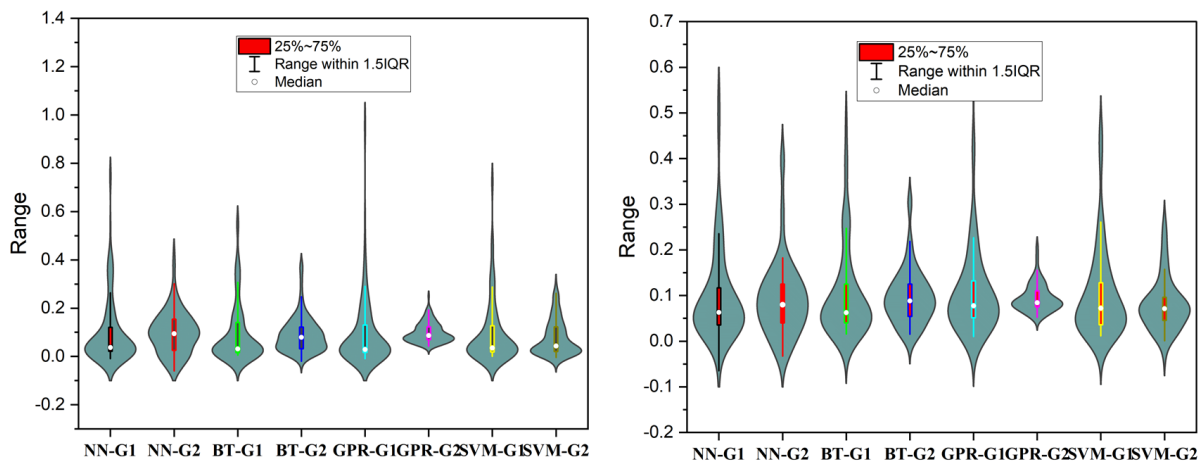 1.4
1.2
1.0
0.8
0.6
0.4
0.2
0.0
-0.2
Range
25%~75%
Range within 1.5IQR
Median
NN-G1 NN-G2 BT-G1 BT-G2 GPR-G1 GPR-G2 SVM-G1 SVM-G2
0.7
0.6
0.5
0.4
0.3
0.2
0.1
0.0
-0.1
-0.2
Range
25%~75%
Range within 1.5IQR
Median
NN-G1 NN-G2 BT-G1 BT-G2 GPR-G1 GPR-G2 SVM-G1 SVM-G2